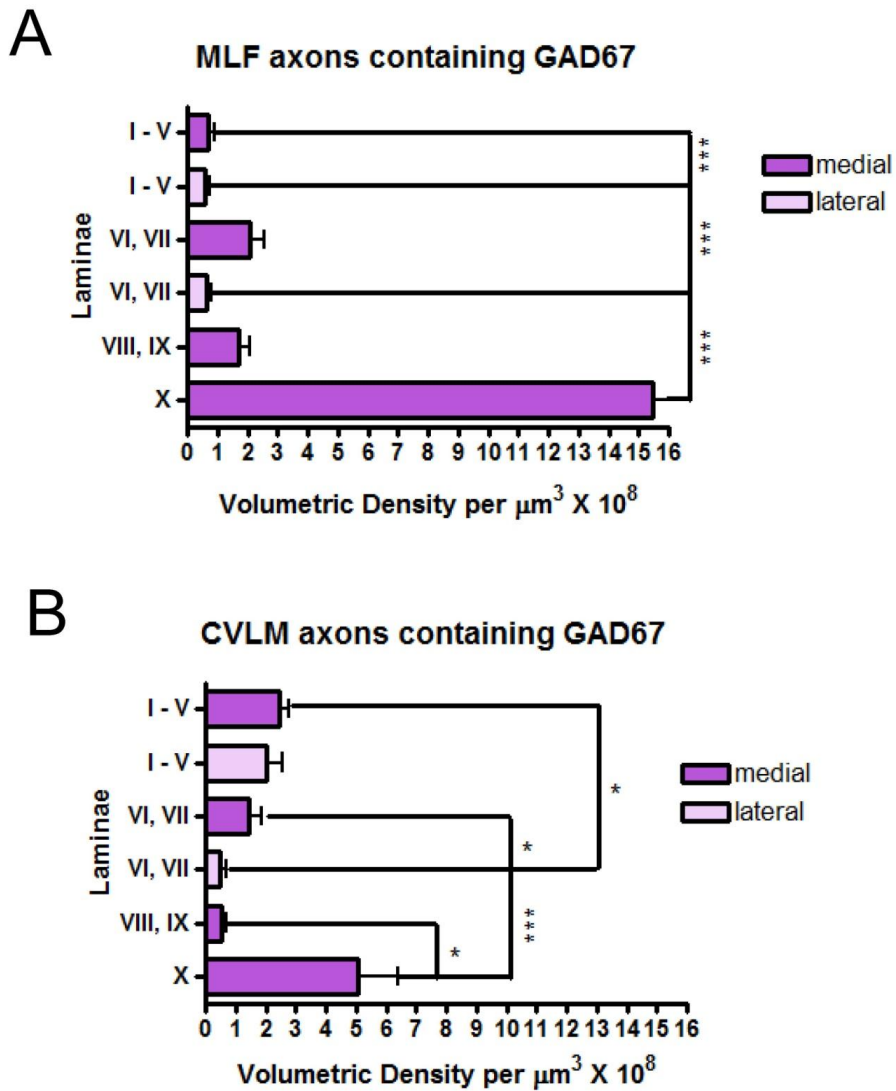 A
MLF axons containing GAD67
I - V
I - V
VI, VII
VI, VII
VIII, IX
X
Laminae
***
***
***
medial
lateral
0 1 2 3 4 5 6 7 8 9 10 11 12 13 14 15 16
Volumetric Density per μm³ X 10⁸
B
CVLM axons containing GAD67
I - V
I - V
VI, VII
VI, VII
VIII, IX
X
Laminae
*
*
***
*
medial
lateral
0 1 2 3 4 5 6 7 8 9 10 11 12 13 14 15 16
Volumetric Density per μm³ X 10⁸